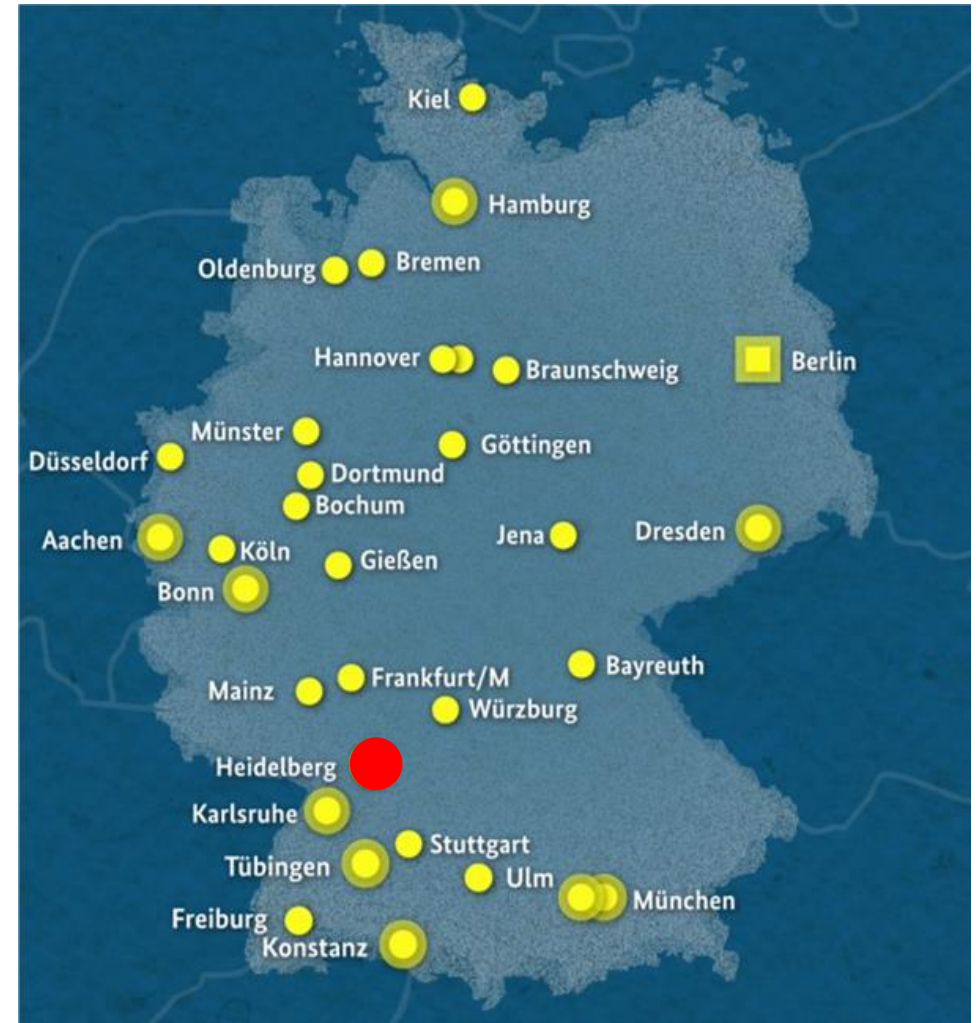 Kiel
Hamburg
Oldenburg
Bremen
Hannover
Braunschweig
Berlin
Münster
Göttingen
Düsseldorf
Dortmund
Bochum
Aachen
Köln
Jena
Dresden
Gießen
Bonn
Bayreuth
Frankfurt/M
Mainz
Würzburg
Heidelberg
Karlsruhe
Stuttgart
Tübingen
Ulm
München
Freiburg
Konstanz